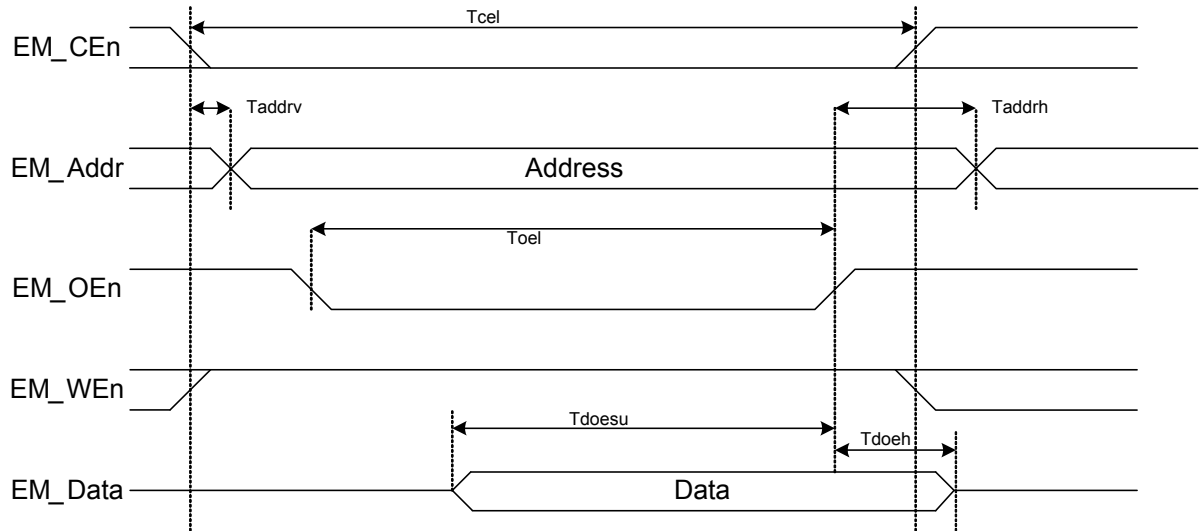 Tcel
EM_CEn
Taddrv
Taddrh
EM_Addr
Address
Toel
EM_OEn
EM_WEn
Tdoesu
Tdoeh
EM_Data
Data